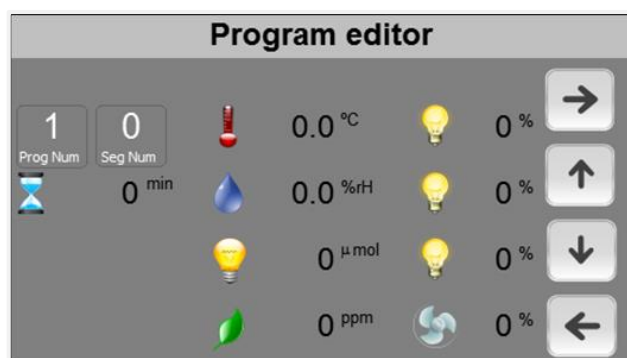 Program editor
1 0 0.0 ºC 0 %
Prog Num Seg Num
0 min 0.0 %rH 0 %
0 µmol 0 %
0 ppm 0 %